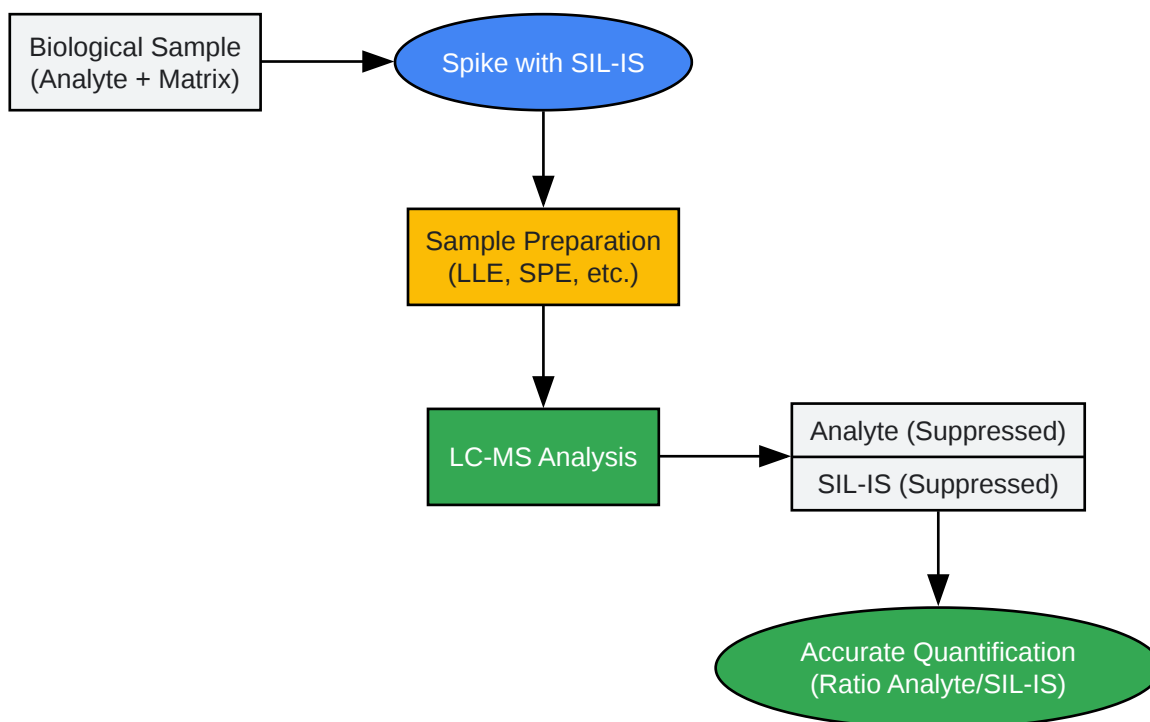 Biological Sample
(Analyte + Matrix)
Spike with SIL-IS
Sample Preparation
(LLE, SPE, etc.)
LC-MS Analysis
Analyte (Suppressed)
SIL-IS (Suppressed)
Accurate Quantification
(Ratio Analyte/SIL-IS)